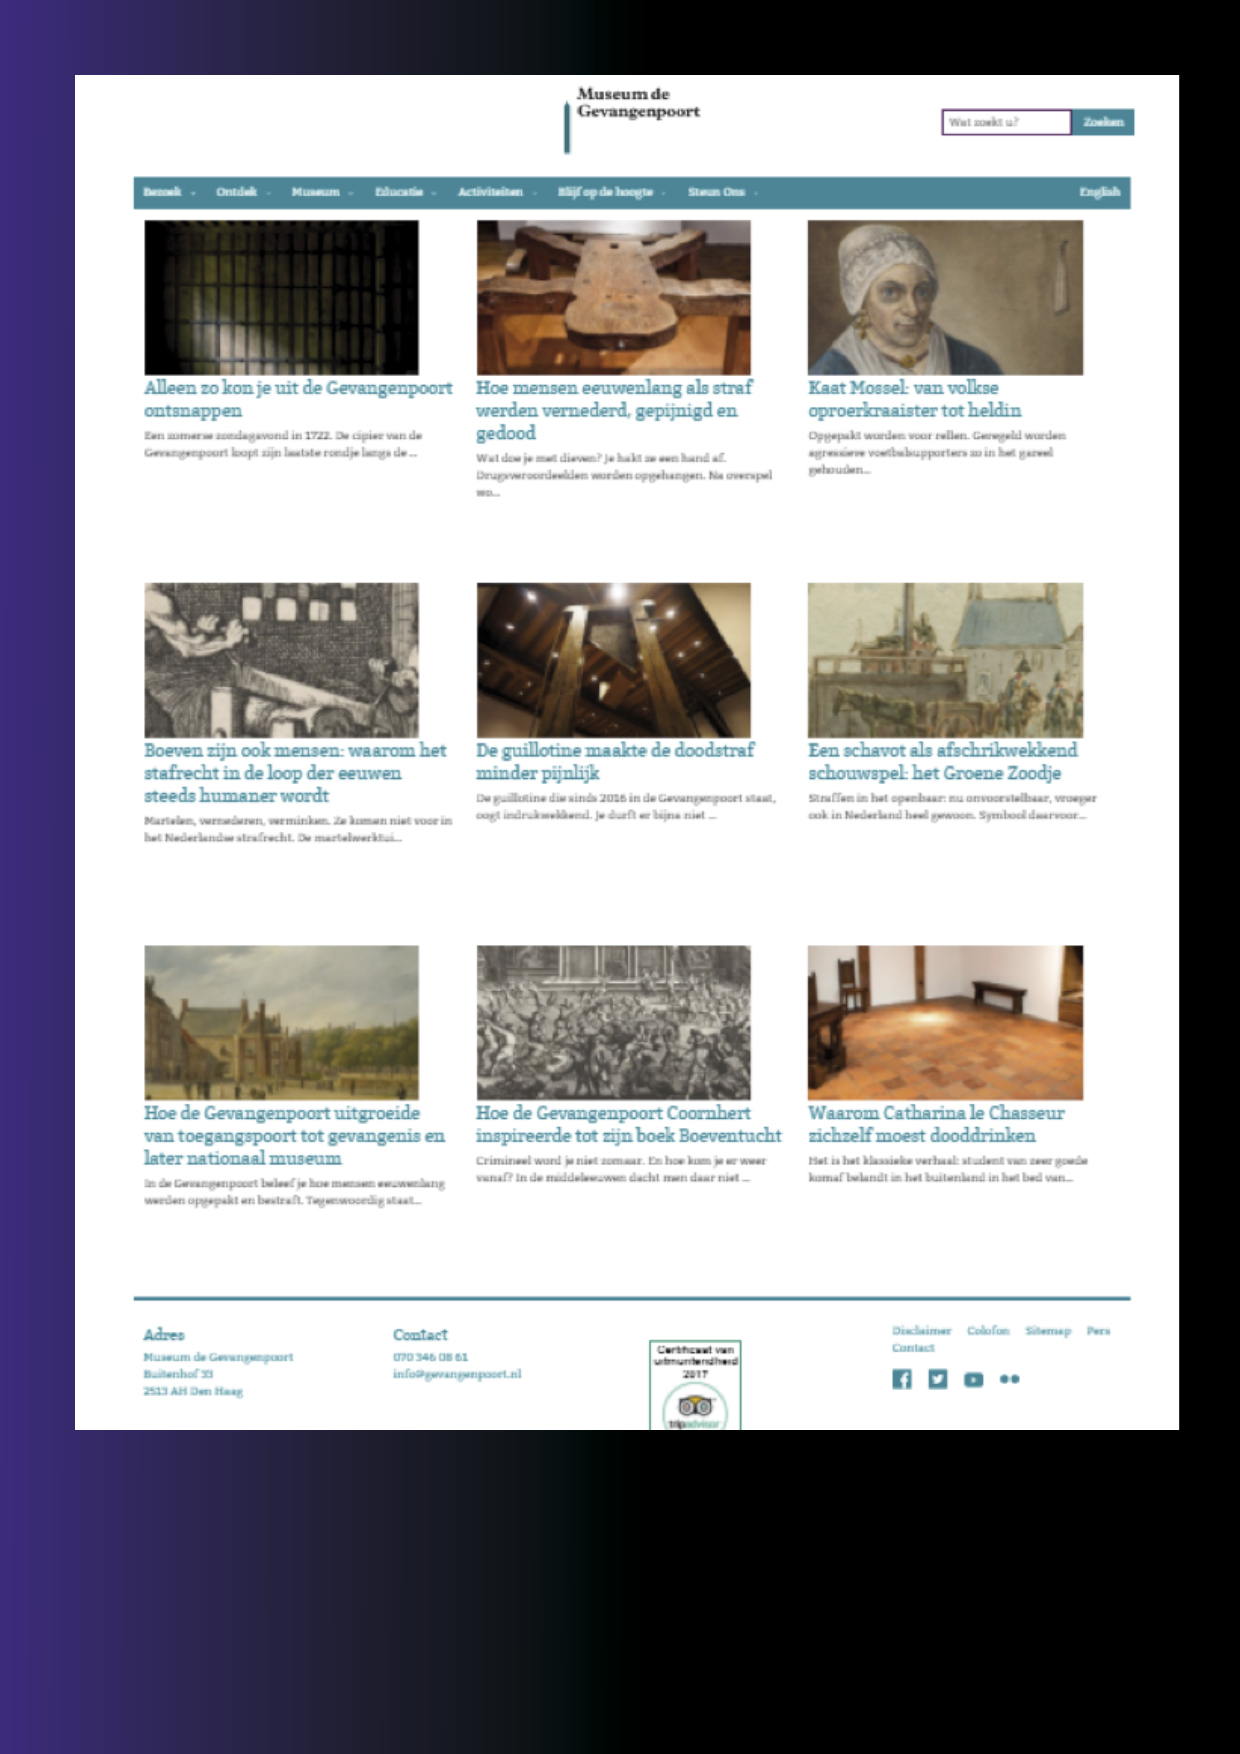 Museum de
Gevangenpoort
Wat zoekt u?
Zoeken
Bezoek
Ontdek
Museum
Educatie
Activiteiten
Blijf op de hoogte
Steun Ons
English
Alleen zo kon je uit de Gevangenpoort
ontsnappen
Een zomerse zondagavond in 1722. De cipier van de
Gevangenpoort loopt zijn laatste rondje langs de ...
Hoe mensen eeuwenlang als straf
werden vernederd, gepijnigd en
gedood
Wat doe je met dieven? Je hakt ze een hand af.
Drugsveroordeelden worden opgehangen. Na overspel
wo...
Kaat Mossel: van volkse
oproerkraaister tot heldin
Opgepakt worden voor rellen. Geregeld worden
agressieve voetbalsupporters zo in het gareel
gehouden...
Boeven zijn ook mensen: waarom het
stafrecht in de loop der eeuwen
steeds humaner wordt
Martelen, vernederen, verminken. Ze komen niet voor in
het Nederlandse strafrecht. De martelwerktui...
De guillotine maakte de doodstraf
minder pijnlijk
De guillotine die sinds 2016 in de Gevangenpoort staat,
oogt indrukwekkend. Je durft er bijna niet ...
Een schavot als afschrikwekkend
schouwspel: het Groene Zoodje
Straffen in het openbaar: nu onvoorstelbaar, vroeger
ook in Nederland heel gewoon. Symbool daarvoor...
Hoe de Gevangenpoort uitgroeide
van toegangspoort tot gevangenis en
later nationaal museum
In de Gevangenpoort beleef je hoe mensen eeuwenlang
werden opgepakt en bestraft. Tegenwoordig staat...
Hoe de Gevangenpoort Coornhert
inspireerde tot zijn boek Boeventucht
Crimineel word je niet zomaar. En hoe kom je er weer
vanaf? In de middeleeuwen dacht men daar niet ...
Waarom Catharina le Chasseur
zichzelf moest dooddrinken
Het is het klassieke verhaal: student van zeer goede
komaf belandt in het buitenland in het bed van...
Adres
Museum de Gevangenpoort
Buitenhof 33
2513 AH Den Haag
Contact
070 346 08 61
info@gevangenpoort.nl
Certificaat van
uitmuntendheid
2017
tripadvisor
Disclaimer
Colofon
Sitemap
Pers
Contact